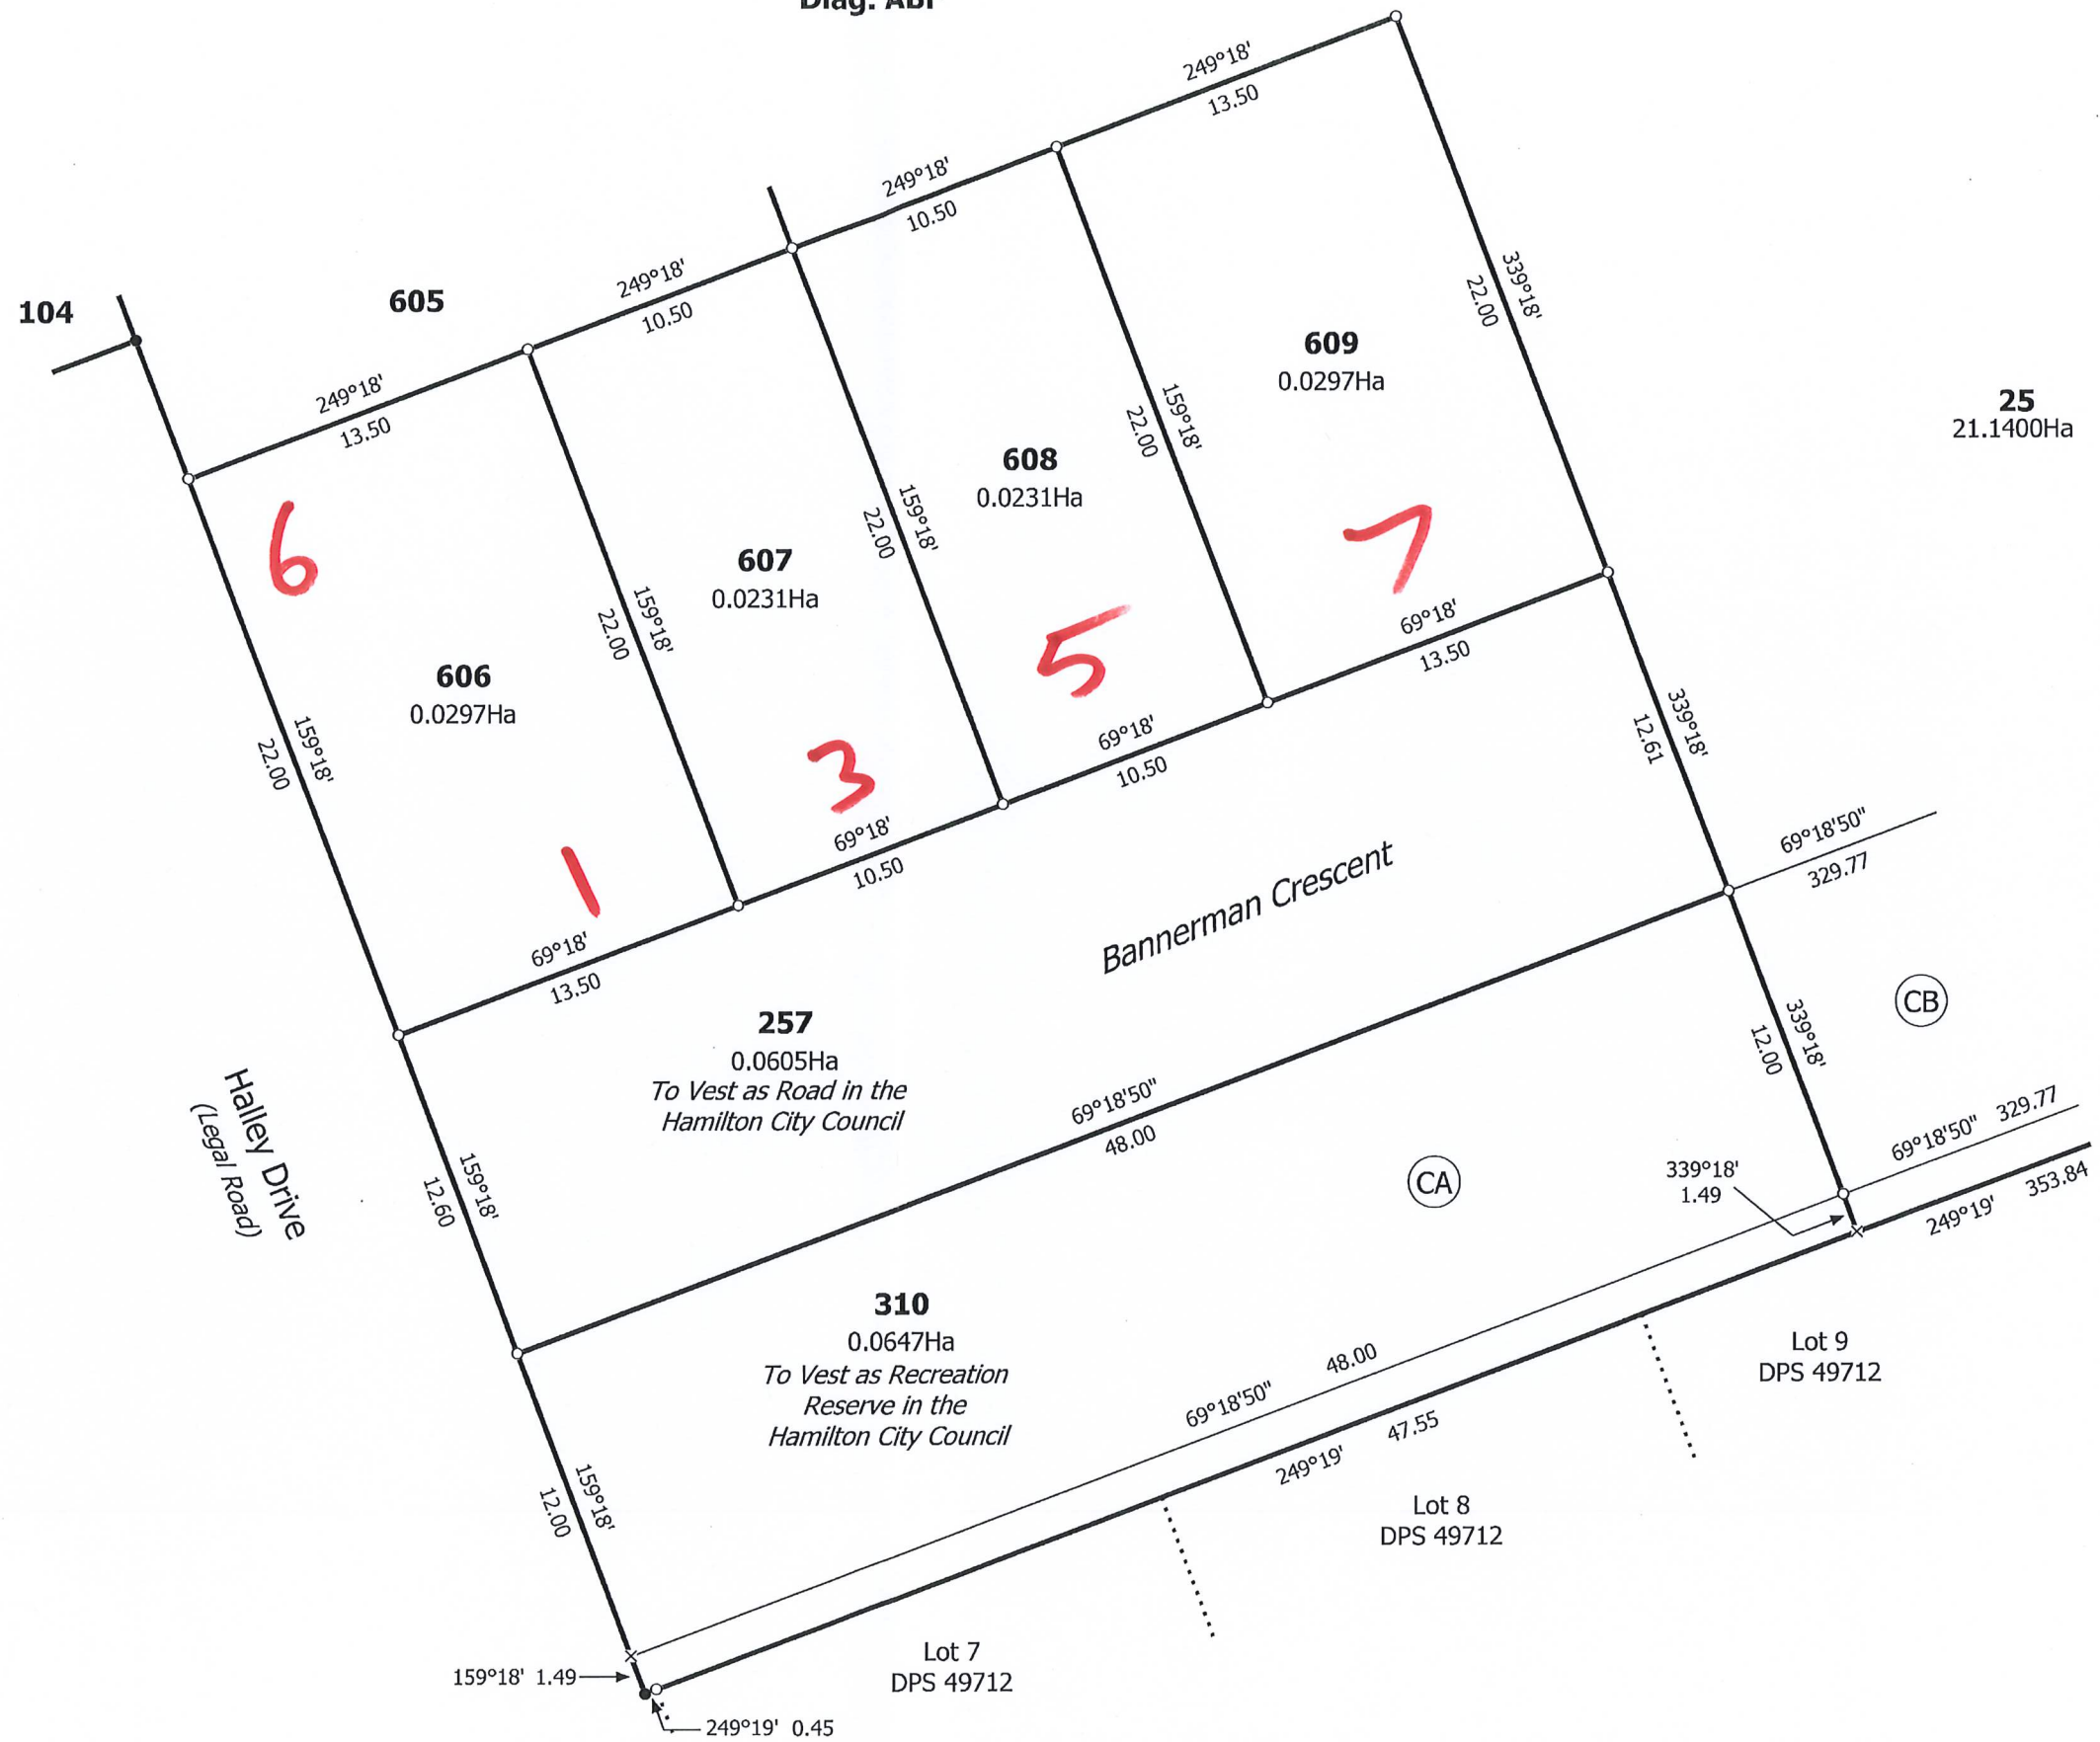 249°18'
13.50
249°18'
10.50
249°18'
10.50
249°18'
13.50
104
605
339°18'
22.00
609
0.0297Ha
25
21.1400Ha
159°18'
22.00
608
0.0231Ha
159°18'
22.00
6
7
607
0.0231Ha
159°18'
22.00
5
69°18'
13.50
606
0.0297Ha
159°18'
22.00
3
69°18'
10.50
339°18'
12.61
69°18'
10.50
1
69°18'
13.50
69°18'50"
329.77
Bannerman Crescent
257
0.0605Ha
To Vest as Road in the
Hamilton City Council
CB
339°18'
12.00
Halley Drive
(Legal Road)
69°18'50"
48.00
159°18'
12.60
CA
69°18'50" 329.77
339°18'
1.49
249°19' 353.84
310
0.0647Ha
To Vest as Recreation
Reserve in the
Hamilton City Council
69°18'50" 48.00
249°19' 47.55
Lot 9
DPS 49712
159°18'
12.00
Lot 8
DPS 49712
Lot 7
DPS 49712
159°18' 1.49
249°19' 0.45